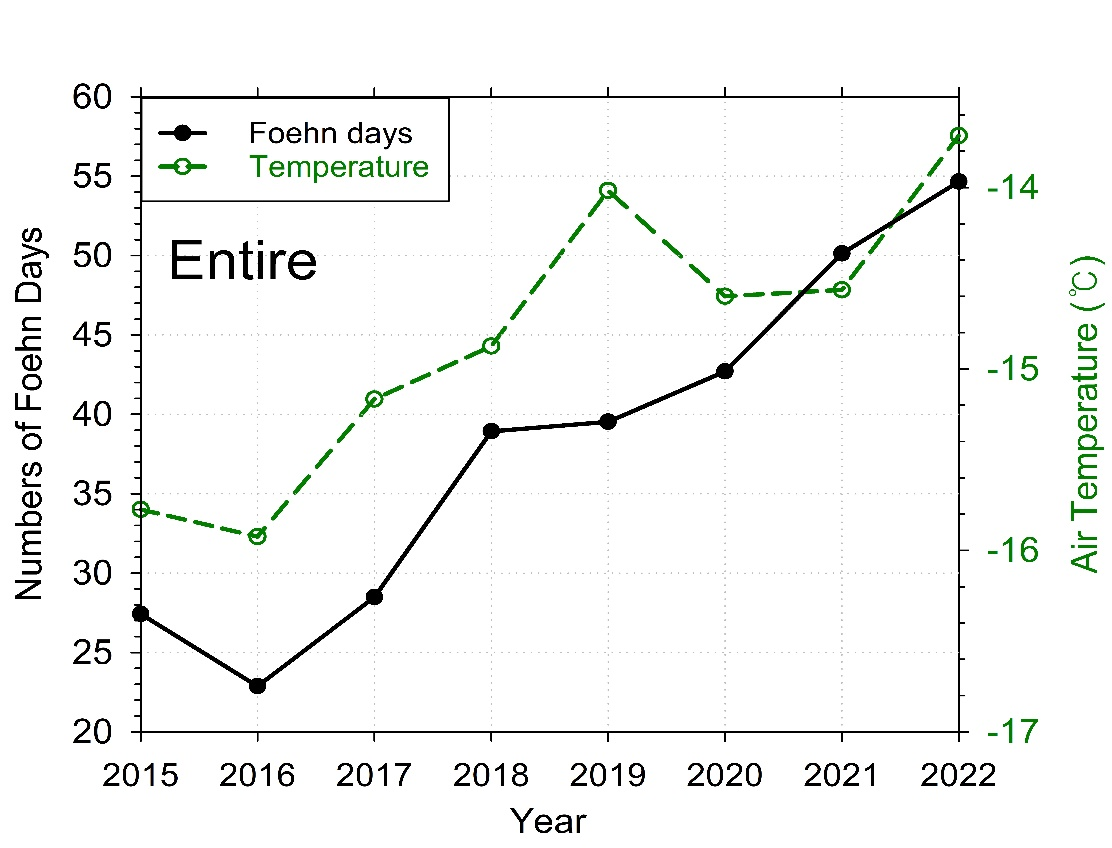 60
55
50
45
40
35
30
25
20
Numbers of Foehn Days
Foehn days
Temperature
Entire
-14
-15
-16
-17
Air Temperature (℃)
2015 2016 2017 2018 2019 2020 2021 2022
Year